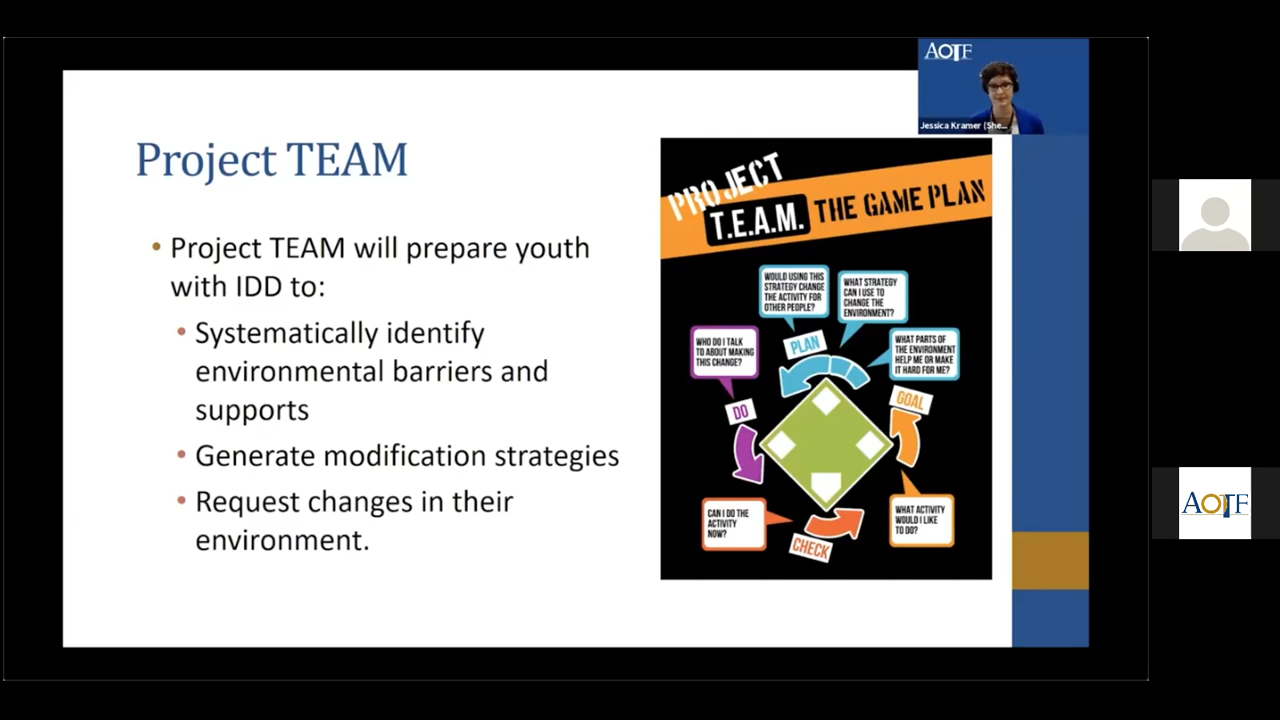 AOTF
Jessica Kramer (She...
Project TEAM
• Project TEAM will prepare youth
with IDD to:
• Systematically identify
environmental barriers and
supports
• Generate modification strategies
• Request changes in their
environment.
PROJECT
T.E.A.M. THE GAME PLAN
WOULD USING THIS
STRATEGY CHANGE
THE ACTIVITY FOR
OTHER PEOPLE?
WHAT STRATEGY
CAN I USE TO
CHANGE THE
ENVIRONMENT?
WHO DO I TALK
TO ABOUT MAKING
THIS CHANGE?
PLAN
WHAT PARTS OF
THE ENVIRONMENT
HELP ME OR MAKE
IT HARD FOR ME?
DO
GOAL
CAN I DO THE
ACTIVITY
NOW?
CHECK
WHAT ACTIVITY
WOULD I LIKE
TO DO?
AOTF